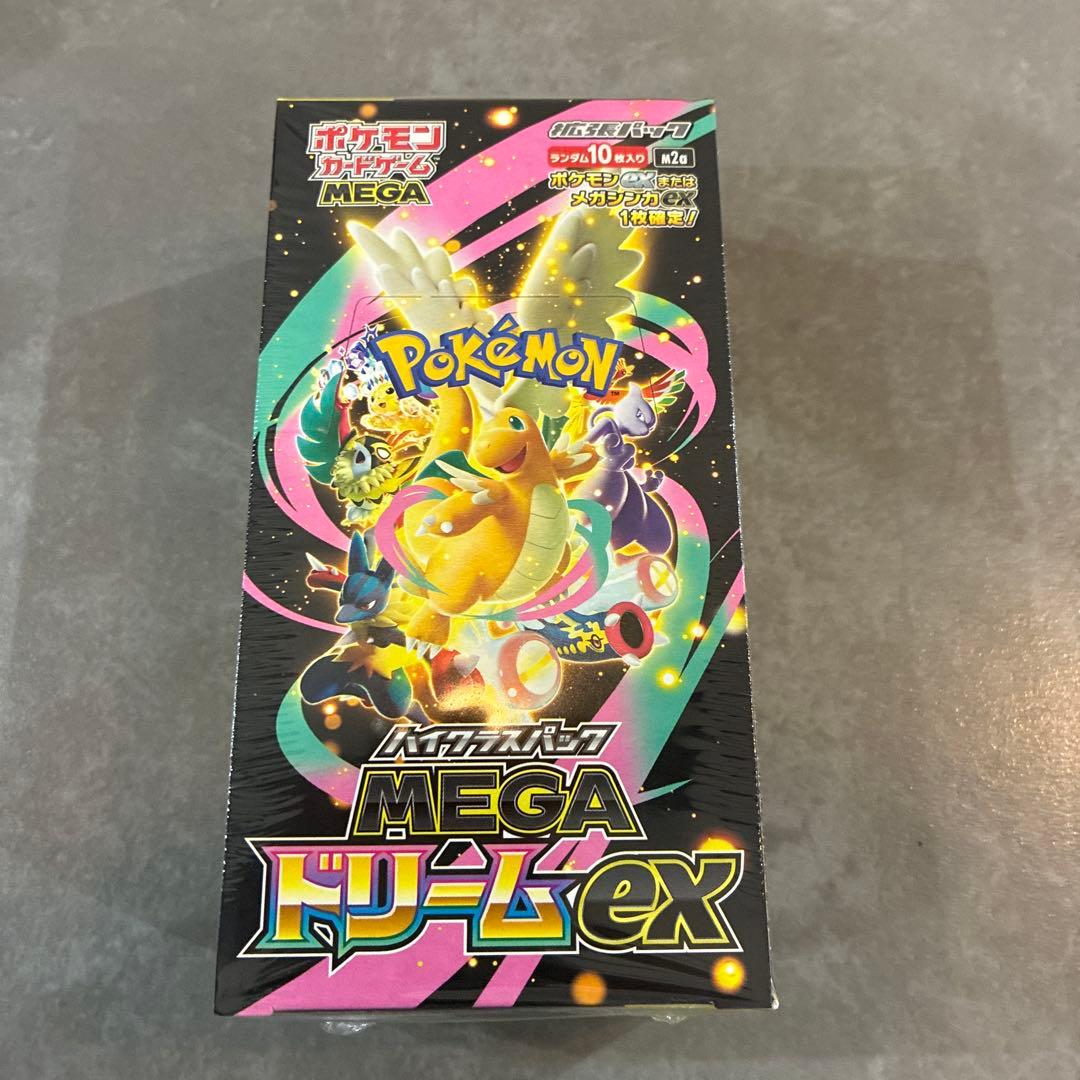 ポケモン
カードゲーム
MEGA
拡張パック
ランダム10枚入り M2a
ポケモンexまたは
メガシンカex
1枚確定!
POKéMON
TM
ハイクラスパック
MEGA
ドリームex